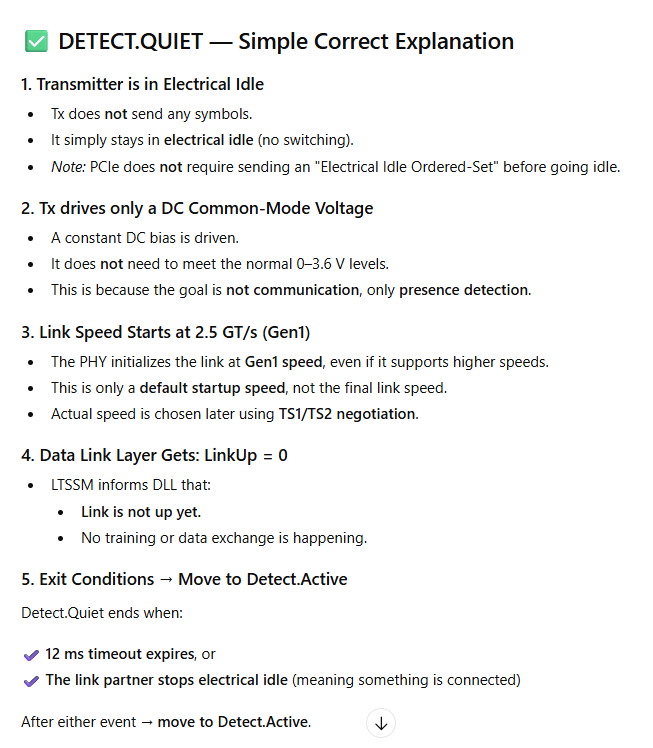 ✅ DETECT.QUIET — Simple Correct Explanation
1. Transmitter is in Electrical Idle
• Tx does not send any symbols.
• It simply stays in electrical idle (no switching).
• Note: PCIe does not require sending an "Electrical Idle Ordered-Set" before going idle.
2. Tx drives only a DC Common-Mode Voltage
• A constant DC bias is driven.
• It does not need to meet the normal 0–3.6 V levels.
• This is because the goal is not communication, only presence detection.
3. Link Speed Starts at 2.5 GT/s (Gen1)
• The PHY initializes the link at Gen1 speed, even if it supports higher speeds.
• This is only a default startup speed, not the final link speed.
• Actual speed is chosen later using TS1/TS2 negotiation.
4. Data Link Layer Gets: LinkUp = 0
• LTSSM informs DLL that:
• Link is not up yet.
• No training or data exchange is happening.
5. Exit Conditions → Move to Detect.Active
Detect.Quiet ends when:
✔ 12 ms timeout expires, or
✔ The link partner stops electrical idle (meaning something is connected)
After either event → move to Detect.Active.